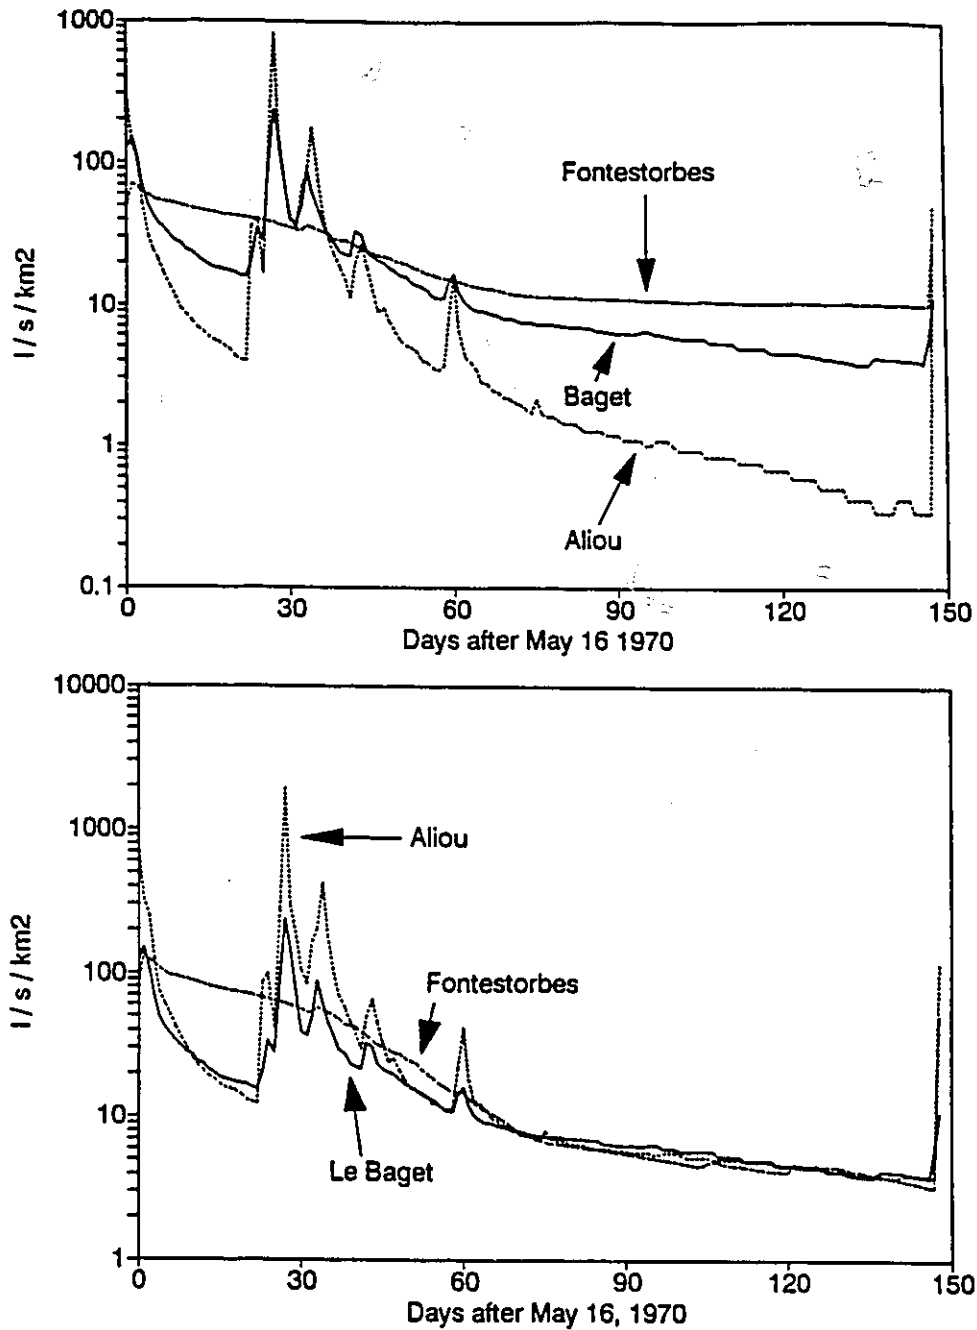 1000
100
10
1
0.1
l / s / km2
Fontestorbes
Baget
Aliou
0 30 60 90 120 150
Days after May 16 1970
10000
1000
100
10
1
l / s / km2
Aliou
Fontestorbes
Le Baget
0 30 60 90 120 150
Days after May 16, 1970